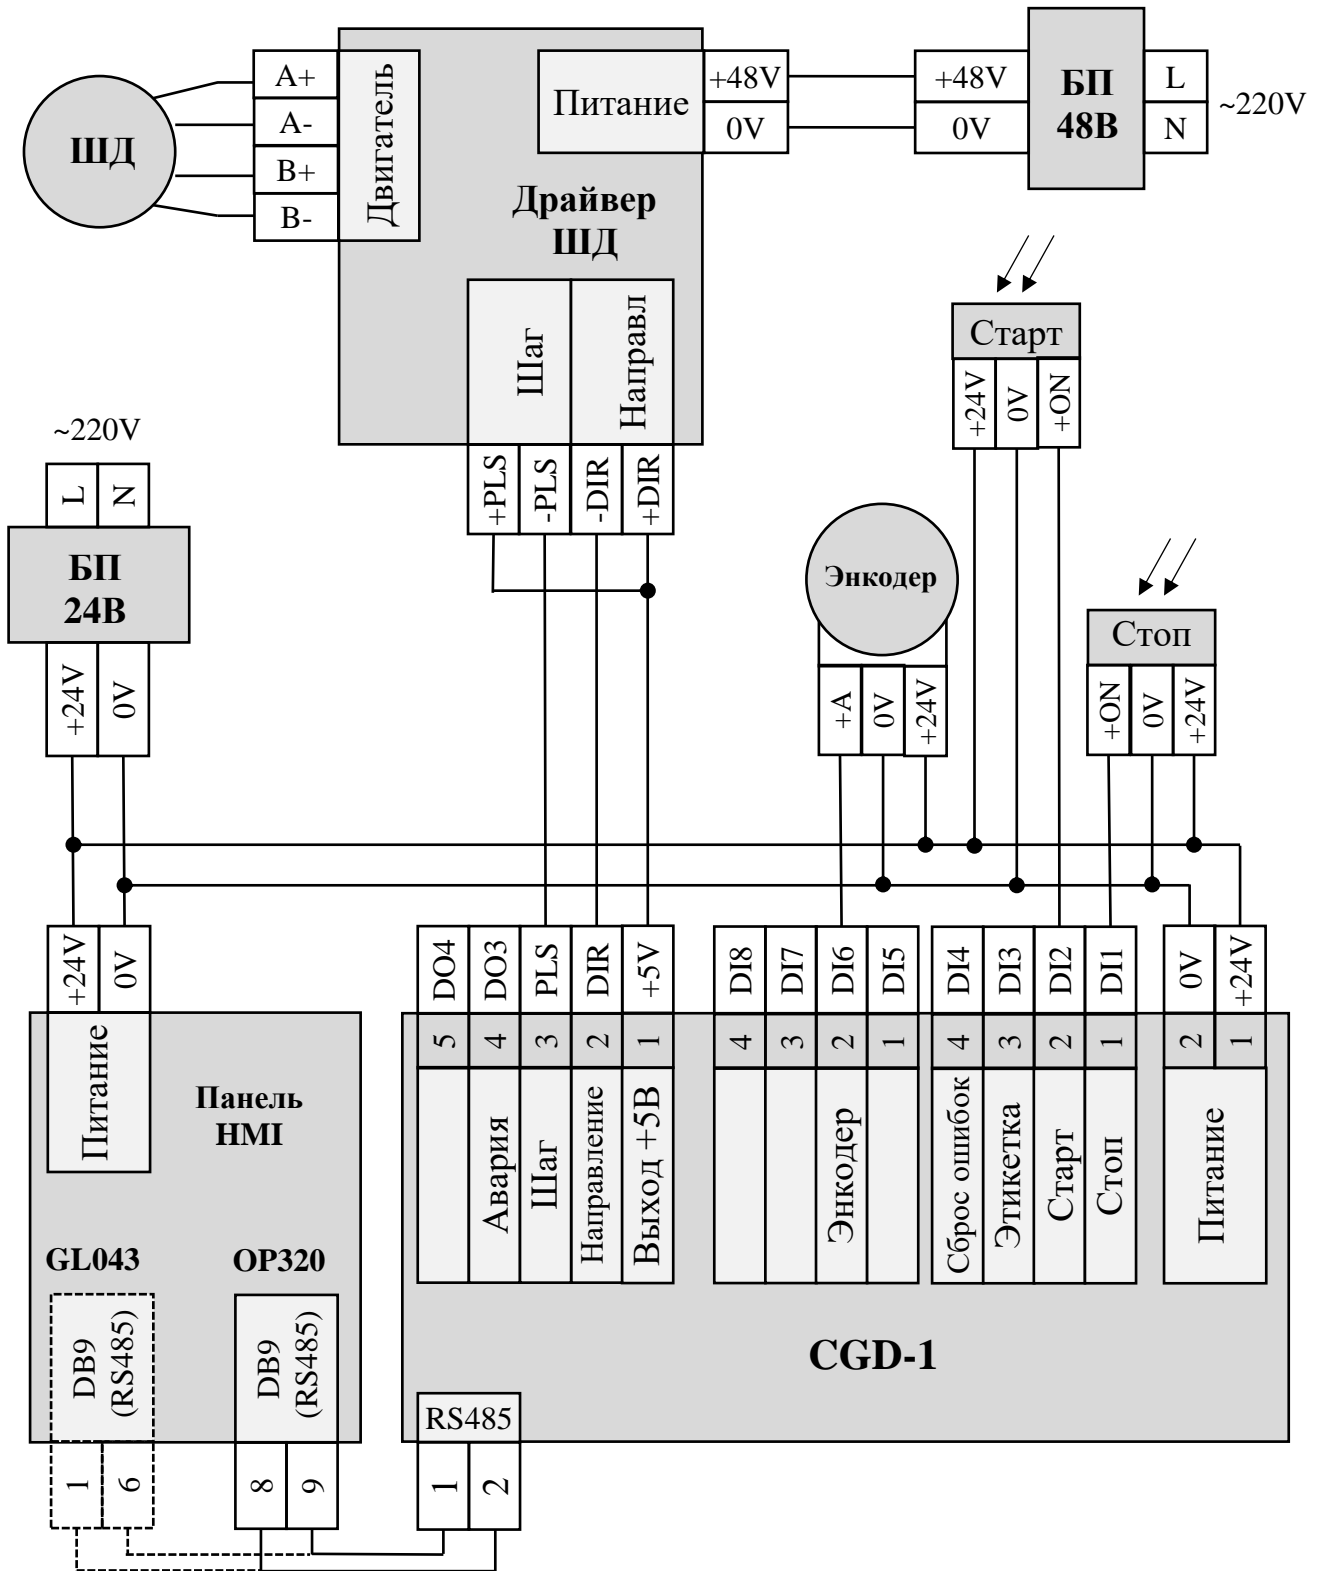 A+
A-
B+
B-
ШД
Двигатель
Питание
+48V
0V
+48V
0V
БП
48В
L
N
~220V
Драйвер
ШД
Шаг
Направл
+PLS
-PLS
-DIR
+DIR
Старт
+24V
0V
+ON
~220V
L
N
БП
24В
+24V
0V
Энкодер
+A
0V
+24V
Стоп
+ON
0V
+24V
+24V
0V
Питание
Панель
HMI
GL043
OP320
DB9
(RS485)
DB9
(RS485)
1
6
8
9
DO4
DO3
PLS
DIR
+5V
5
4
3
2
1
Авария
Шаг
Направление
Выход +5В
DI8
DI7
DI6
DI5
4
3
2
1
Энкодер
DI4
DI3
DI2
DI1
4
3
2
1
Сброс ошибок
Этикетка
Старт
Стоп
0V
+24V
2
1
Питание
CGD-1
RS485
1
2